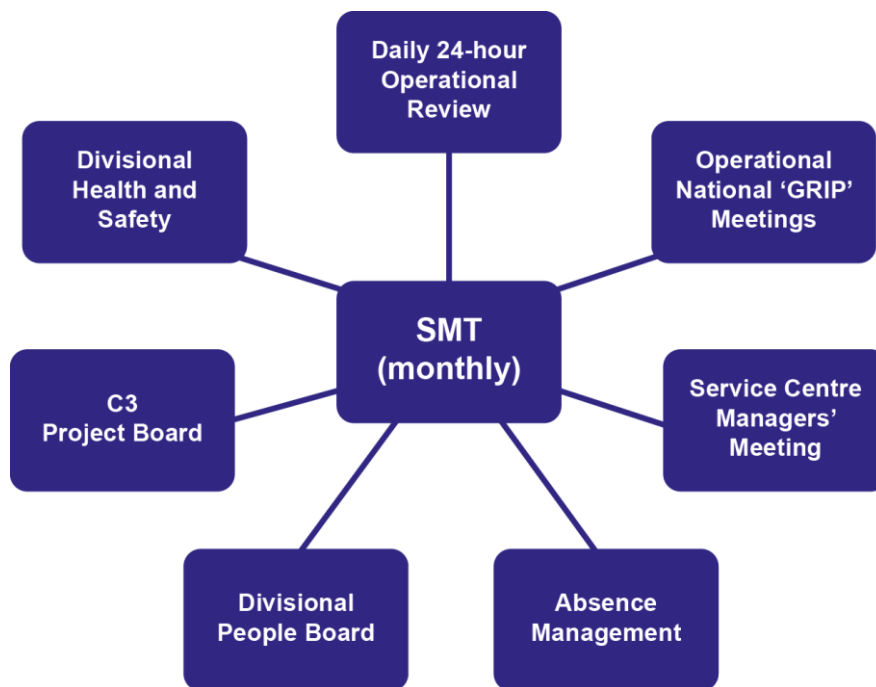 Daily 24-hour
Operational
Review
Divisional
Health and
Safety
Operational
National ‘GRIP’
Meetings
SMT
(monthly)
C3
Project Board
Service Centre
Managers’
Meeting
Divisional
People Board
Absence
Management